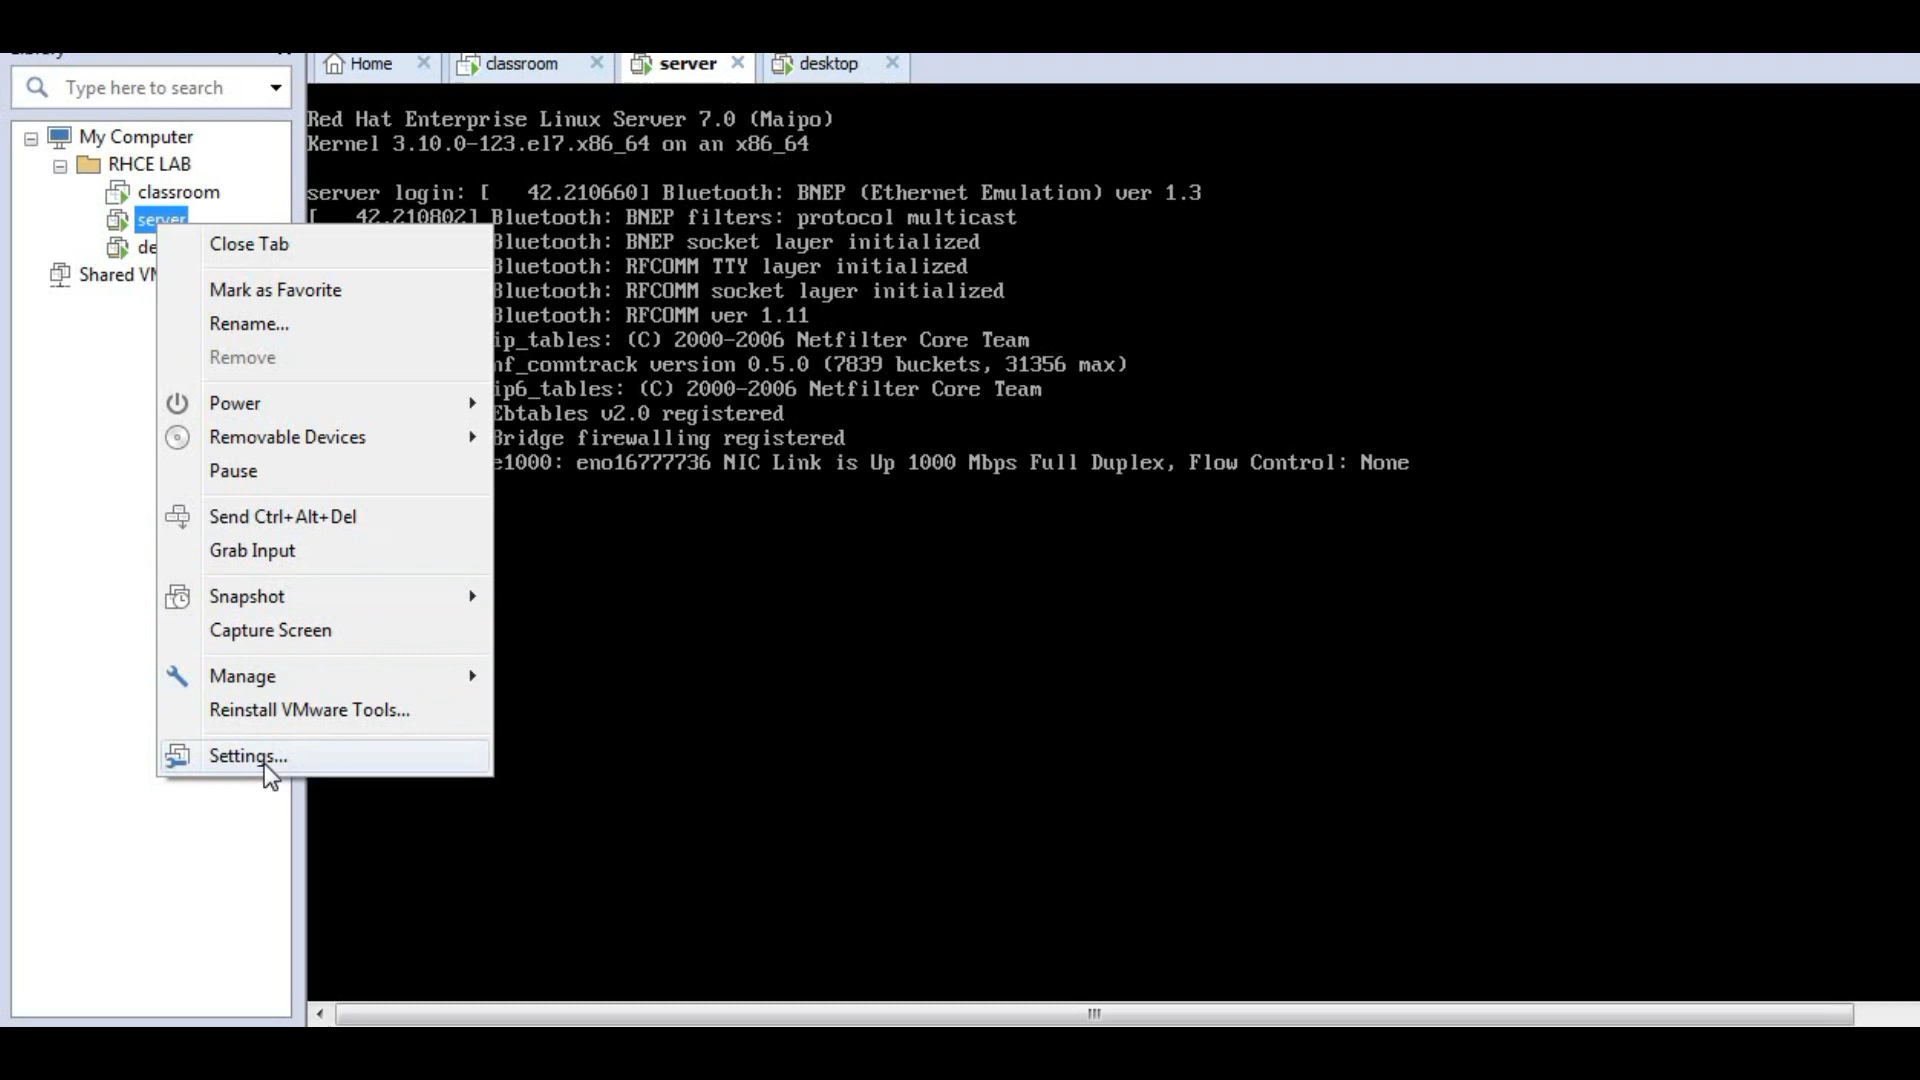 Home
classroom
server
desktop
Type here to search
My Computer
RHCE LAB
classroom
server
de
Shared VM
Close Tab
Mark as Favorite
Rename...
Remove
Power
Removable Devices
Pause
Send Ctrl+Alt+Del
Grab Input
Snapshot
Capture Screen
Manage
Reinstall VMware Tools...
Settings...
Red Hat Enterprise Linux Server 7.0 (Maipo)
Kernel 3.10.0-123.el7.x86_64 on an x86_64
server login: [   42.210660] Bluetooth: BNEP (Ethernet Emulation) ver 1.3
[   42.210802] Bluetooth: BNEP filters: protocol multicast
Bluetooth: BNEP socket layer initialized
Bluetooth: RFCOMM TTY layer initialized
Bluetooth: RFCOMM socket layer initialized
Bluetooth: RFCOMM ver 1.11
ip_tables: (C) 2000-2006 Netfilter Core Team
nf_conntrack version 0.5.0 (7839 buckets, 31356 max)
ip6_tables: (C) 2000-2006 Netfilter Core Team
Ebtables v2.0 registered
Bridge firewalling registered
e1000: eno16777736 NIC Link is Up 1000 Mbps Full Duplex, Flow Control: None